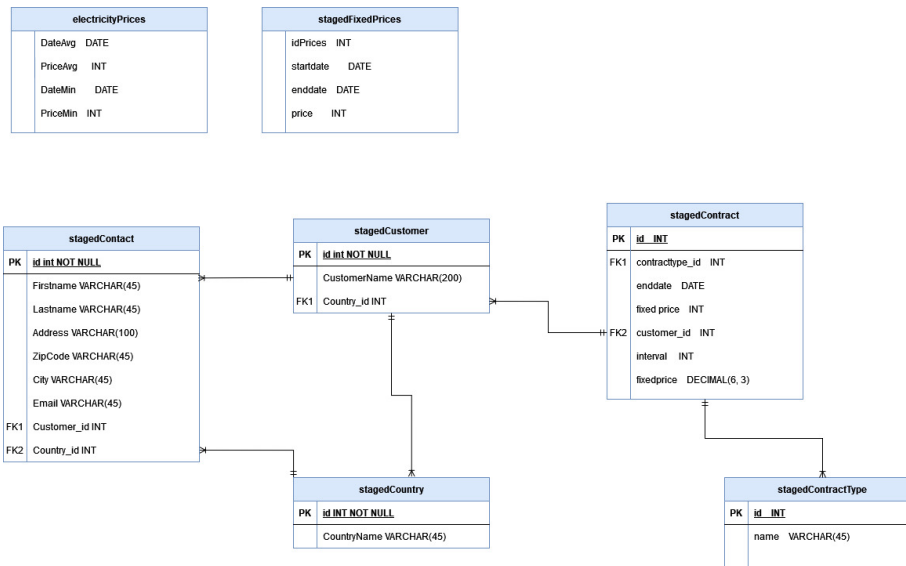 electricityPrices
DateAvg DATE
PriceAvg INT
DateMin DATE
PriceMin INT
stagedFixedPrices
idPrices INT
startdate DATE
enddate DATE
price INT
stagedContact
PK id int NOT NULL
Firstname VARCHAR(45)
Lastname VARCHAR(45)
Address VARCHAR(100)
ZipCode VARCHAR(45)
City VARCHAR(45)
Email VARCHAR(45)
FK1 Customer_id INT
FK2 Country_id INT
stagedCustomer
PK id int NOT NULL
CustomerName VARCHAR(200)
FK1 Country_id INT
stagedContract
PK id INT
FK1 contracttype_id INT
enddate DATE
fixed price INT
FK2 customer_id INT
interval INT
fixedprice DECIMAL(6, 3)
stagedCountry
PK id INT NOT NULL
CountryName VARCHAR(45)
stagedContractType
PK id INT
name VARCHAR(45)